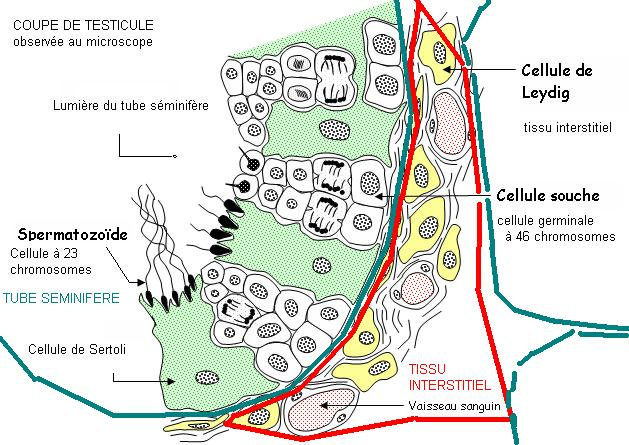 COUPE DE TESTICULE
observée au microscope
Cellule de
Leydig
Lumière du tube séminifère
tissu interstitiel
Cellule souche
cellule germinale
à 46 chromosomes
Spermatozoïde
Cellule à 23
chromosomes
TUBE SEMINIFERE
Cellule de Sertoli
TISSU
INTERSTITIEL
Vaisseau sanguin